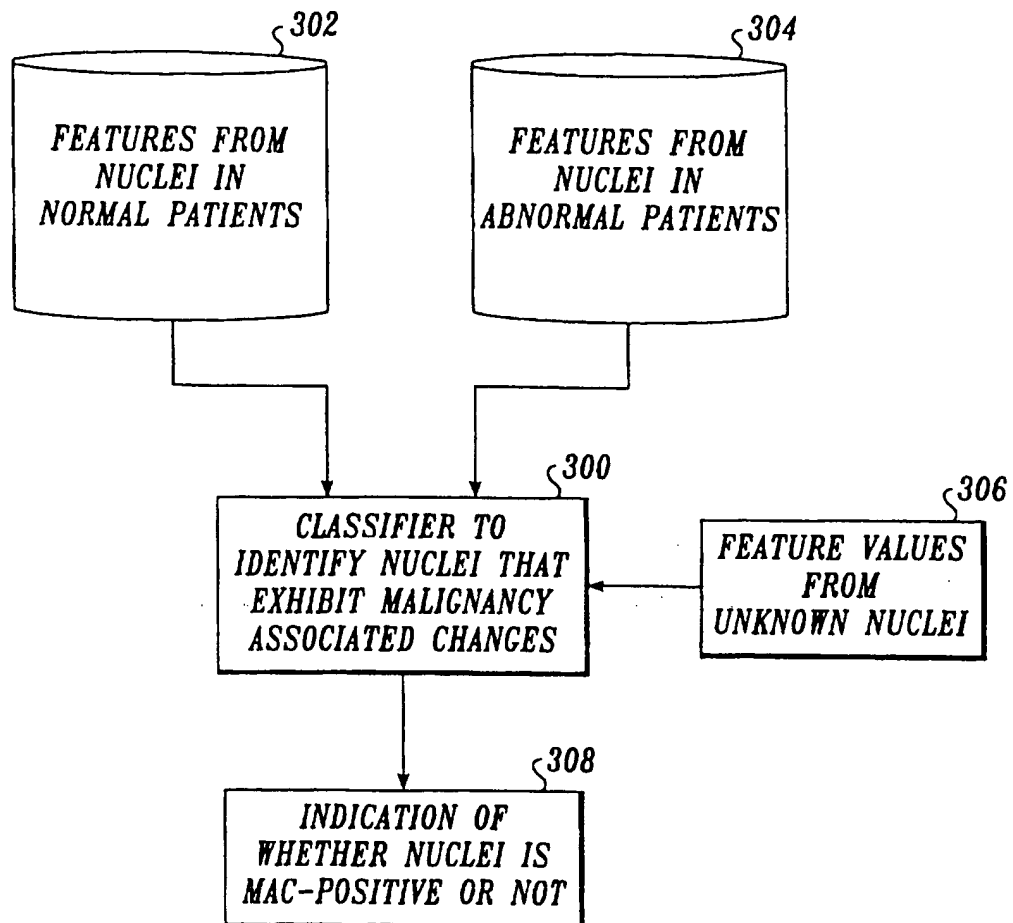 302
FEATURES FROM
NUCLEI IN
NORMAL PATIENTS
304
FEATURES FROM
NUCLEI IN
ABNORMAL PATIENTS
300
CLASSIFIER TO
IDENTIFY NUCLEI THAT
EXHIBIT MALIGNANCY
ASSOCIATED CHANGES
306
FEATURE VALUES
FROM
UNKNOWN NUCLEI
308
INDICATION OF
WHETHER NUCLEI IS
MAC-POSITIVE OR NOT